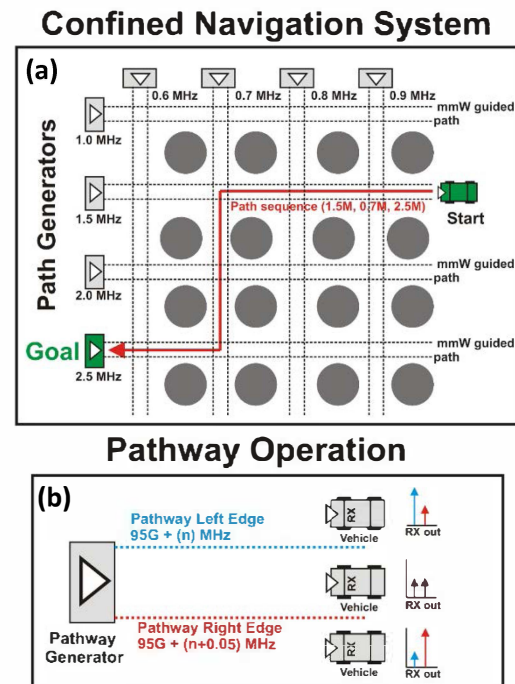 Confined Navigation System
(a)
0.6 MHz
0.7 MHz
0.8 MHz
0.9 MHz
mmW guided
path
1.0 MHz
Path Generators
1.5 MHz
Path sequence (1.5M, 0.7M, 2.5M)
Start
2.0 MHz
mmW guided
path
Goal
2.5 MHz
mmW guided
path
Pathway Operation
(b)
Pathway Left Edge
95G + (n) MHz
RX
Vehicle
RX out
RX
Vehicle
RX out
Pathway Right Edge
95G + (n+0.05) MHz
Pathway
Generator
RX
Vehicle
RX out